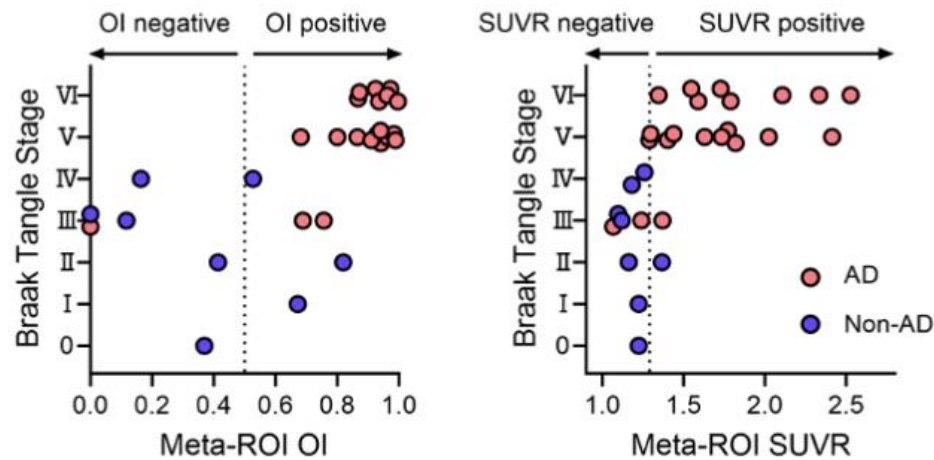 OI negative OI positive
Braak Tangle Stage
VI
V
IV
III
II
I
0
0.0 0.2 0.4 0.6 0.8 1.0
Meta-ROI OI
SUVR negative SUVR positive
Braak Tangle Stage
VI
V
IV
III
II
I
0
AD
Non-AD
1.0 1.5 2.0 2.5
Meta-ROI SUVR